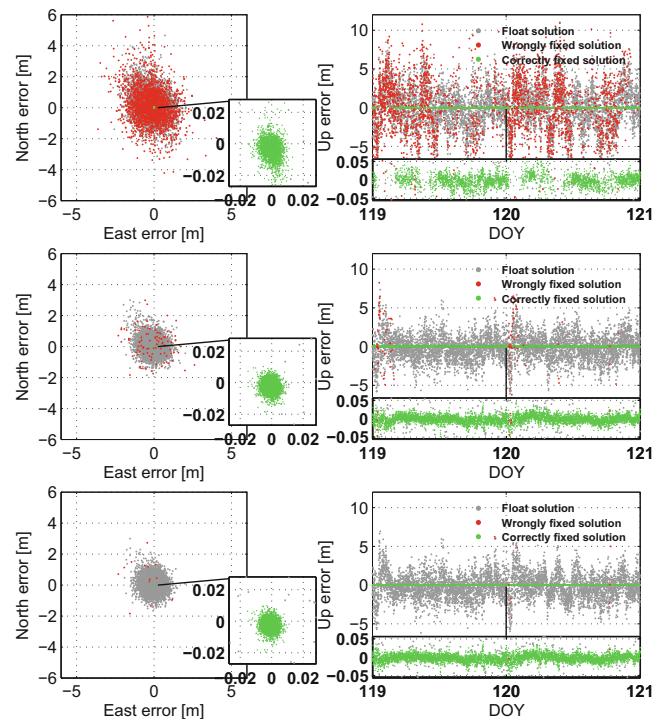 6
4
2
0
−2
−4
−6
North error [m]
−5
0
5
East error [m]
0.02
0
−0.02
−0.02 0 0.02
10
5
0
−5
Up error [m]
0.05
0
−0.05
Float solution
Wrongly fixed solution
Correctly fixed solution
119
120
121
DOY
6
4
2
0
−2
−4
−6
North error [m]
−5
0
5
East error [m]
0.02
0
−0.02
−0.02 0 0.02
10
5
0
−5
Up error [m]
0.05
0
−0.05
Float solution
Wrongly fixed solution
Correctly fixed solution
119
120
121
DOY
6
4
2
0
−2
−4
−6
North error [m]
−5
0
5
East error [m]
0.02
0
−0.02
−0.02 0 0.02
10
5
0
−5
Up error [m]
0.05
0
−0.05
Float solution
Wrongly fixed solution
Correctly fixed solution
119
120
121
DOY